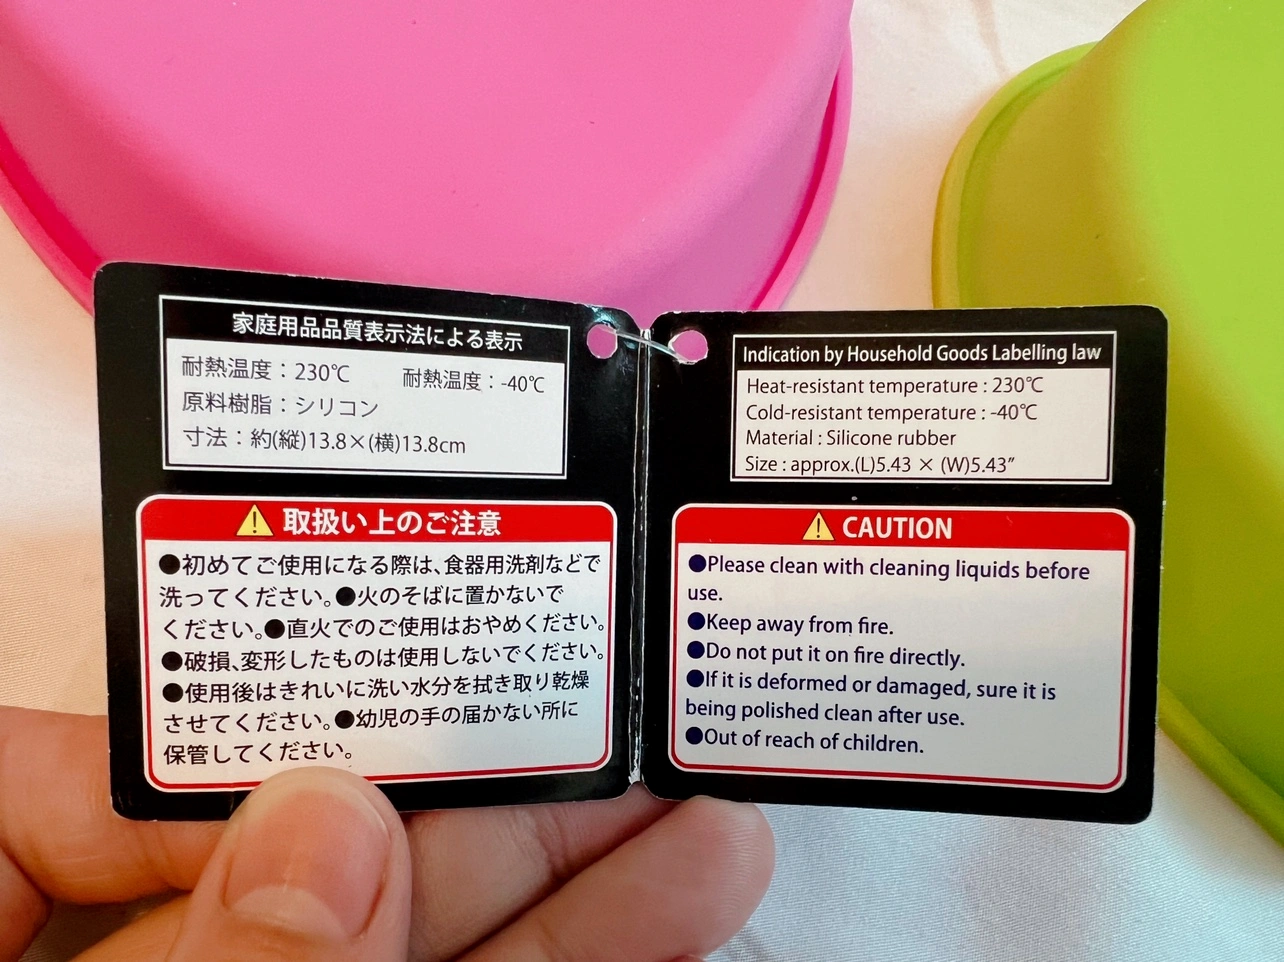 家庭用品品質表示法による表示
耐熱温度：230℃ 耐熱温度：-40℃
原料樹脂：シリコン
寸法：約(縦)13.8×(横)13.8cm
取扱い上のご注意
●初めてご使用になる際は、食器用洗剤などで
洗ってください。●火のそばに置かないで
ください。●直火でのご使用はおやめください。
●破損、変形したものは使用しないでください。
●使用後はきれいに洗い水分を拭き取り乾燥
させてください。●幼児の手の届かない所に
保管してください。
Indication by Household Goods Labelling law
Heat-resistant temperature : 230℃
Cold-resistant temperature : -40℃
Material : Silicone rubber
Size : approx.(L)5.43 × (W)5.43"
CAUTION
●Please clean with cleaning liquids before
use.
●Keep away from fire.
●Do not put it on fire directly.
●If it is deformed or damaged, sure it is
being polished clean after use.
●Out of reach of children.